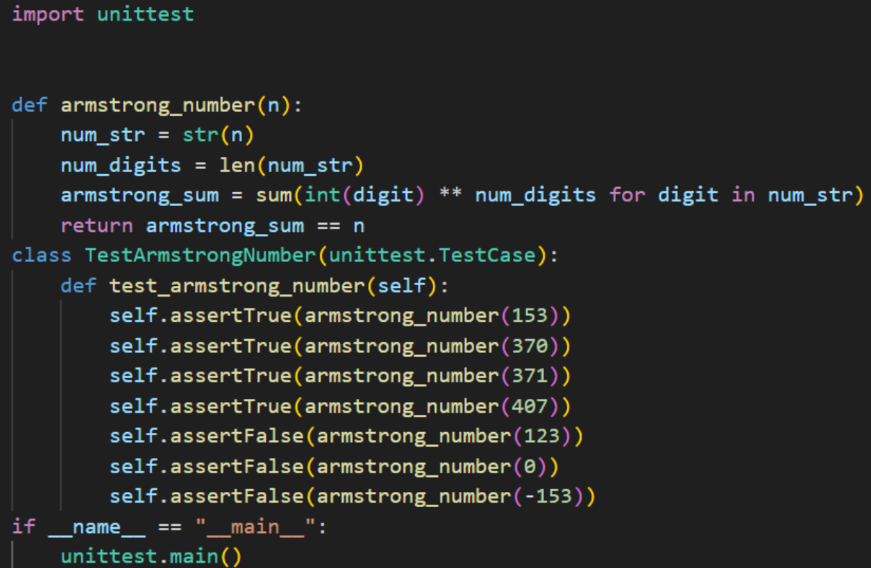 import unittest
def armstrong_number(n):
    num_str = str(n)
    num_digits = len(num_str)
    armstrong_sum = sum(int(digit) ** num_digits for digit in num_str)
    return armstrong_sum == n
class TestArmstrongNumber(unittest.TestCase):
    def test_armstrong_number(self):
        self.assertTrue(armstrong_number(153))
        self.assertTrue(armstrong_number(370))
        self.assertTrue(armstrong_number(371))
        self.assertTrue(armstrong_number(407))
        self.assertFalse(armstrong_number(123))
        self.assertFalse(armstrong_number(0))
        self.assertFalse(armstrong_number(-153))
if __name__ == "__main__":
    unittest.main()